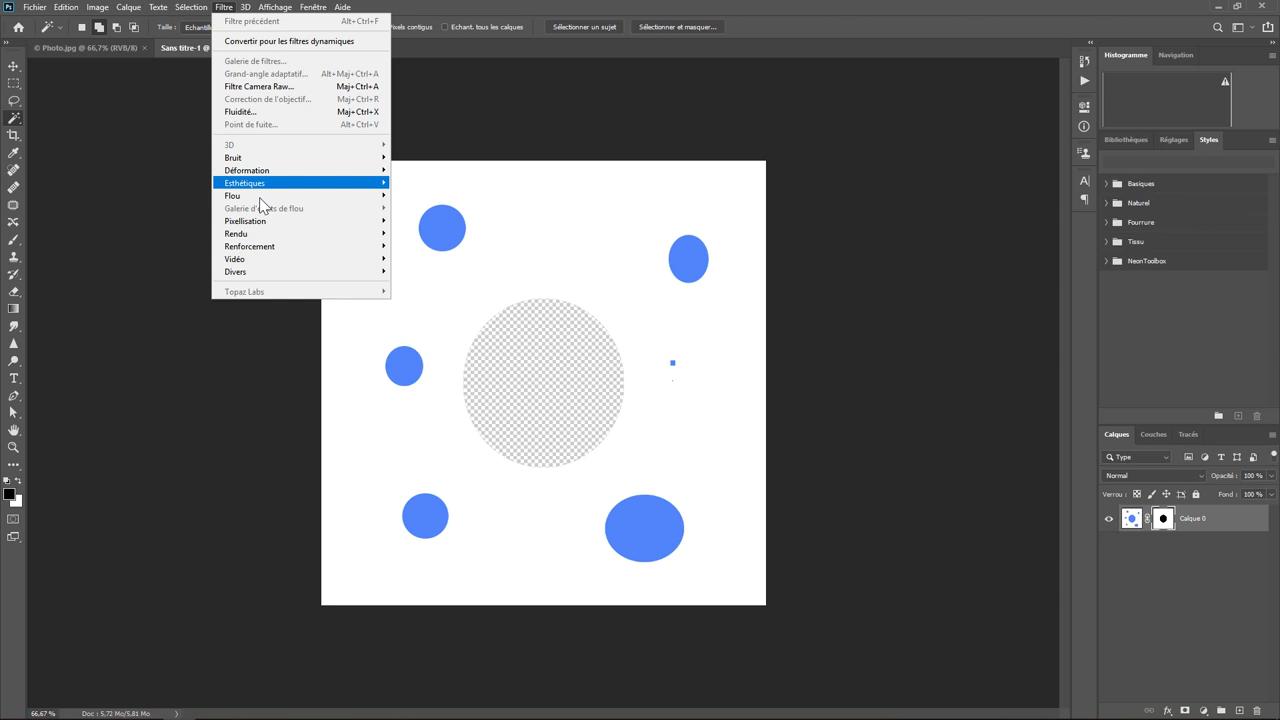 Ps Fichier Edition Image Calque Texte Sélection Filtre 3D Affichage Fenêtre Aide
Taille : Echantill
ixels contigus Echant. tous les calques Sélectionner un sujet Sélectionner et masquer...
© Photo.jpg @ 66,7% (RVB/8) × Sans titre-1 @
Filtre précédent Alt+Ctrl+F
Convertir pour les filtres dynamiques
Galerie de filtres...
Grand-angle adaptatif... Alt+Maj+Ctrl+A
Filtre Camera Raw... Maj+Ctrl+A
Correction de l'objectif... Maj+Ctrl+R
Fluidité... Maj+Ctrl+X
Point de fuite... Alt+Ctrl+V
3D
Bruit
Déformation
Esthétiques
Flou
Galerie d' ts de flou
Pixellisation
Rendu
Renforcement
Vidéo
Divers
Topaz Labs
Histogramme Navigation
Bibliothèques Réglages Styles
Basiques
Naturel
Fourrure
Tissu
NeonToolbox
Calques Couches Tracés
Type
Normal Opacité : 100 %
Verrou : Fond : 100 %
Calque 0
66,67 % Doc : 5,72 Mo/5,81 Mo